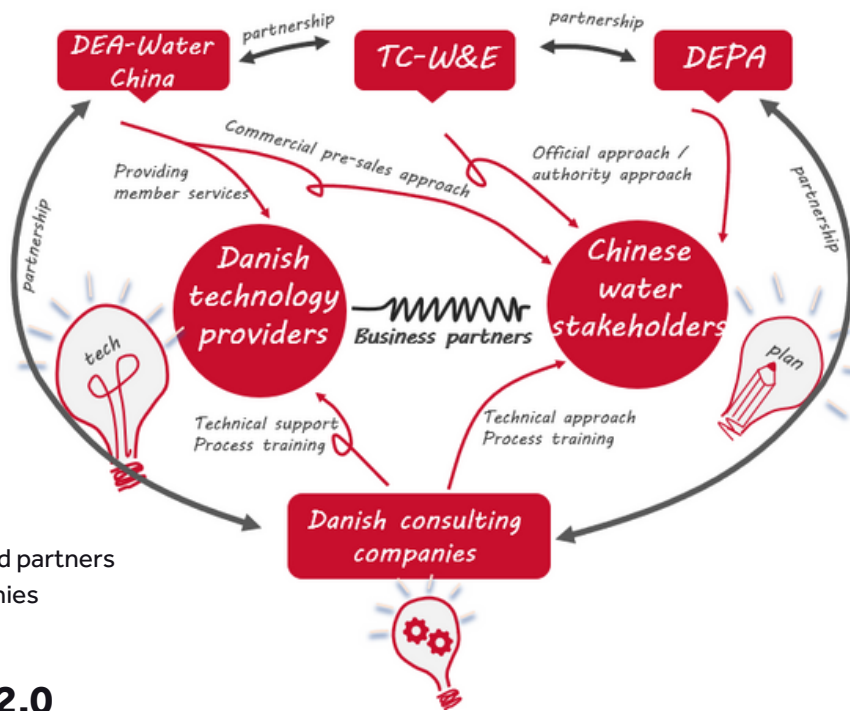 partnership
partnership
DEA-Water
China
TC-W&E
DEPA
Commercial pre-sales approach
Official approach /
authority approach
Providing
member services
partnership
partnership
Danish
technology
providers
Chinese
water
stakeholders
Business partners
tech
plan
Technical support
Process training
Technical approach
Process training
Danish consulting
companies
d partners
nies
2.0